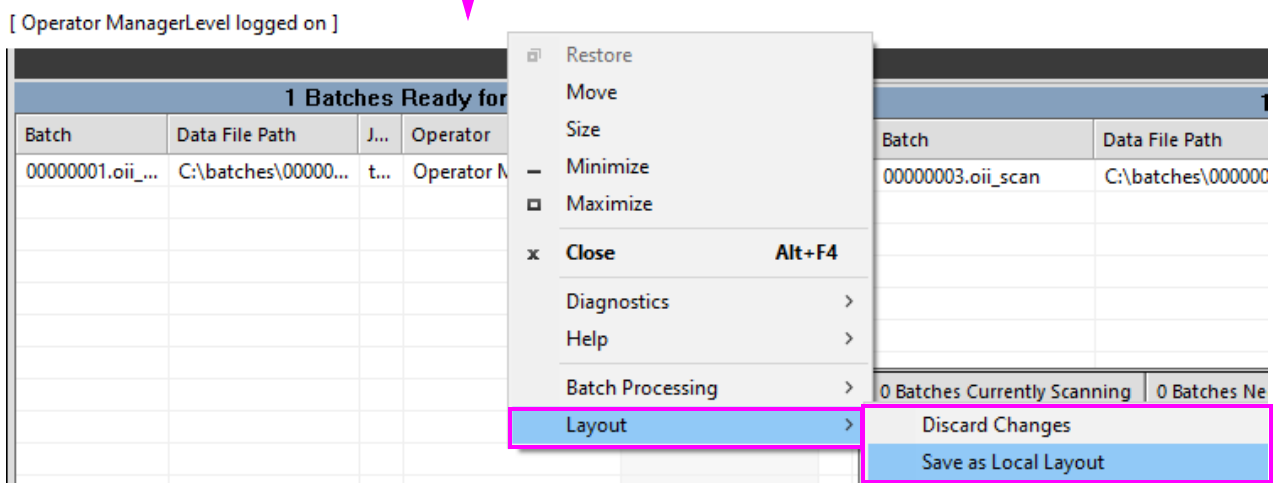 [ Operator ManagerLevel logged on ]
1 Batches Ready for
1
Batch Data File Path J... Operator
Batch Data File Path
00000001.oii_... C:\batches\00000... t... Operator M
00000003.oii_scan C:\batches\000000
Restore
Move
Size
Minimize
Maximize
Close Alt+F4
Diagnostics
Help
Batch Processing
Layout
0 Batches Currently Scanning 0 Batches Ne
Discard Changes
Save as Local Layout